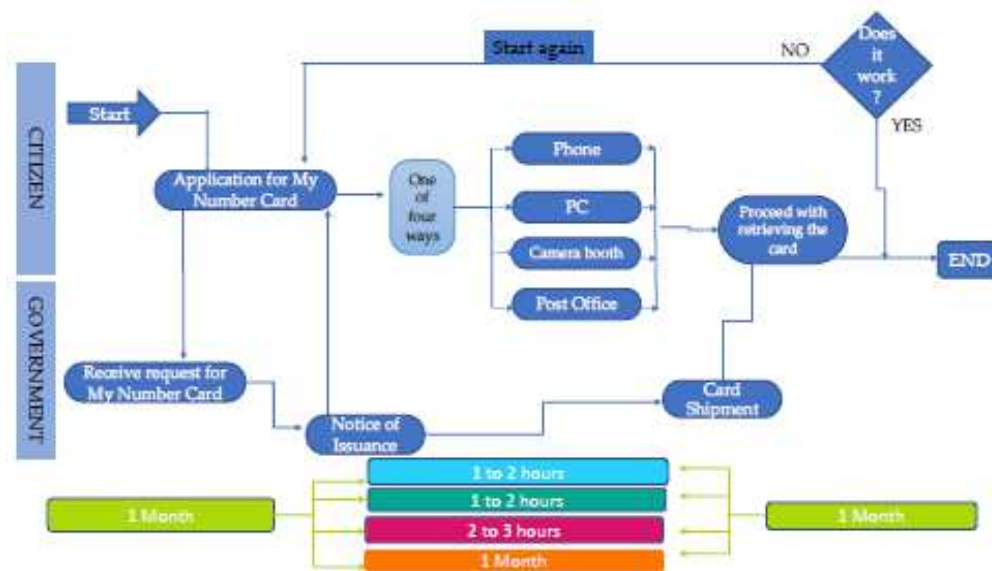 Does
it
work
?
Start again
NO
YES
CITIZEN
Start
Application for My
Number Card
One
of
four
ways
Phone
PC
Camera booth
Post Office
Proceed with
retrieving the
card
END
GOVERNMENT
Receive request for
My Number Card
Notice of
Issuance
Card
Shipment
1 to 2 hours
1 to 2 hours
2 to 3 hours
1 Month
1 Month
1 Month